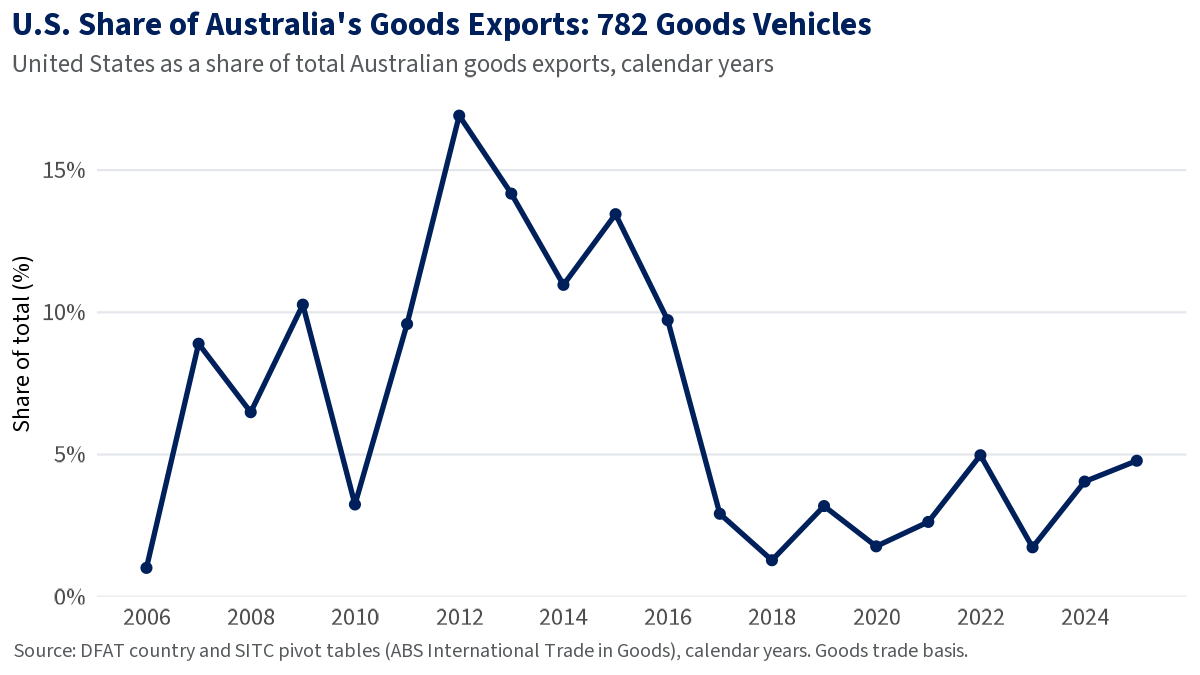 U.S. Share of Australia's Goods Exports: 782 Goods Vehicles
United States as a share of total Australian goods exports, calendar years
Share of total (%)
15%
10%
5%
0%
2006 2008 2010 2012 2014 2016 2018 2020 2022 2024
Source: DFAT country and SITC pivot tables (ABS International Trade in Goods), calendar years. Goods trade basis.